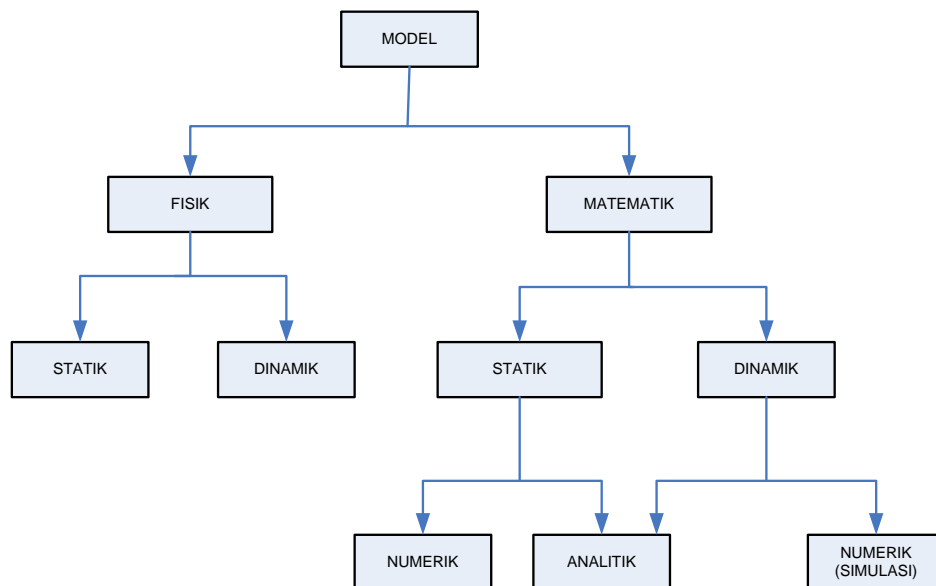 MODEL
FISIK
MATEMATIK
STATIK
DINAMIK
STATIK
DINAMIK
NUMERIK
ANALITIK
NUMERIK
(SIMULASI)